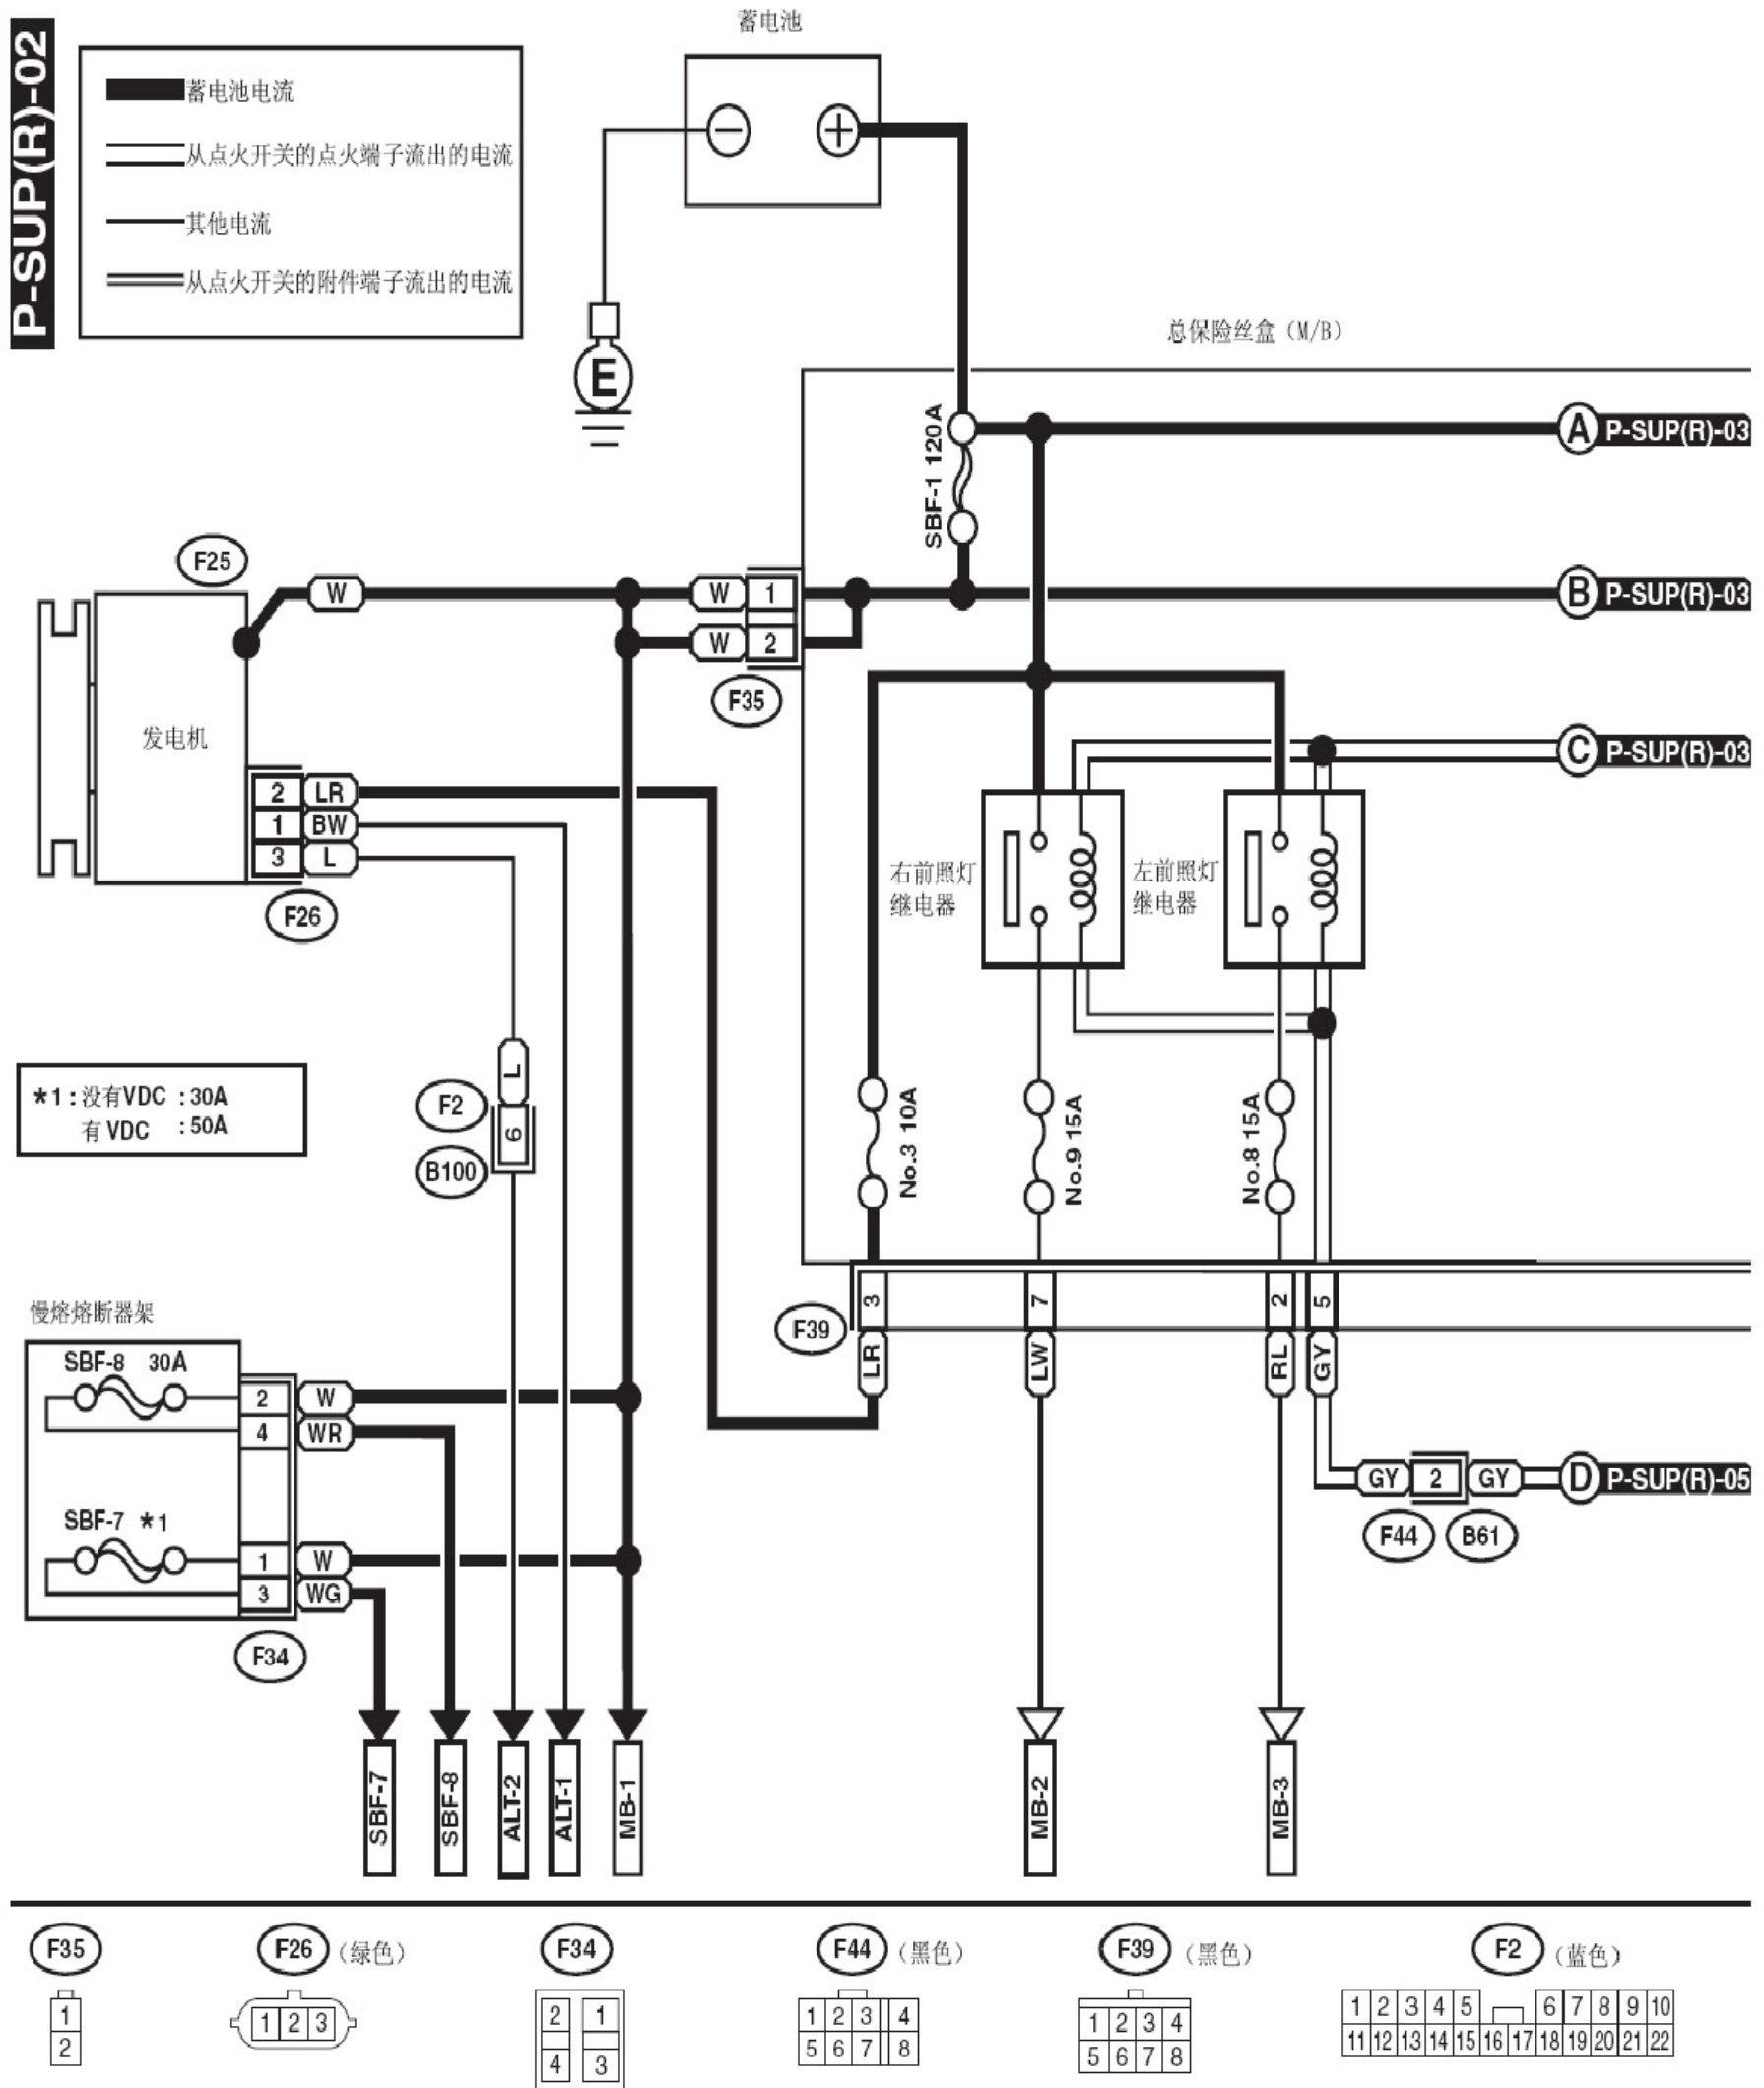 P-SUP(R)-02
蓄电池电流
从点火开关的点火端子流出的电流
其他电流
从点火开关的附件端子流出的电流
蓄电池
− +
E
总保险丝盒（M/B）
SBF-1 120A
A P-SUP(R)-03
B P-SUP(R)-03
C P-SUP(R)-03
F25
W
W 1
W 2
F35
发电机
2 LR
1 BW
3 L
F26
右前照灯
继电器
左前照灯
继电器
*1:没有VDC :30A
有VDC :50A
L
F2
6
B100
No.3 10A
No.9 15A
No.8 15A
F39
3 7 2 5
LR LW RL GY
慢熔熔断器架
SBF-8 30A
2 W
4 WR
SBF-7 *1
1 W
3 WG
F34
GY 2 GY
D P-SUP(R)-05
F44 B61
SBF-7
SBF-8
ALT-2
ALT-1
MB-1
MB-2
MB-3
F35
1
2
F26（绿色）
1 2 3
F34
2 1
4 3
F44（黑色）
1 2 3 4
5 6 7 8
F39（黑色）
1 2 3 4
5 6 7 8
F2（蓝色）
1 2 3 4 5 6 7 8 9 10
11 12 13 14 15 16 17 18 19 20 21 22